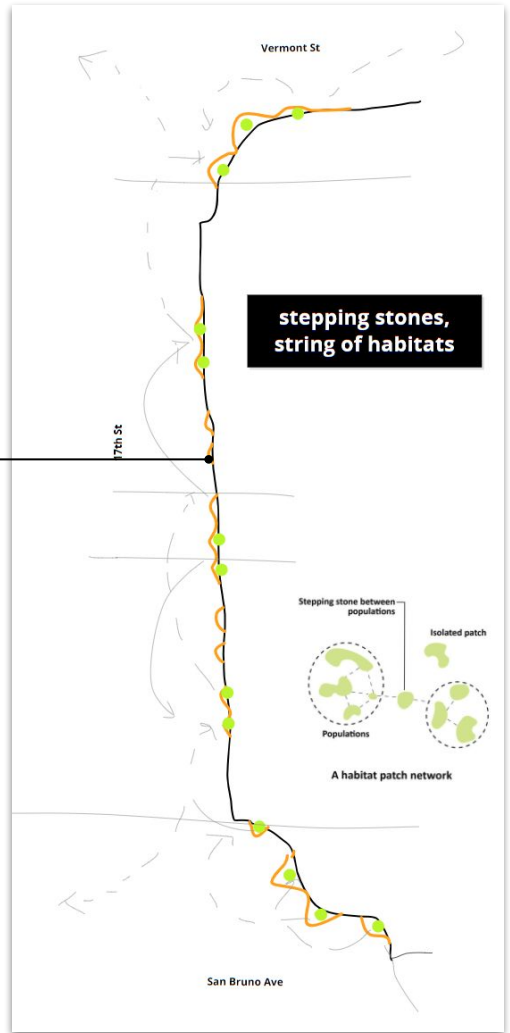 Vermont St
stepping stones,
string of habitats
17th St
Stepping stone between
populations
Isolated patch
Populations
A habitat patch network
San Bruno Ave